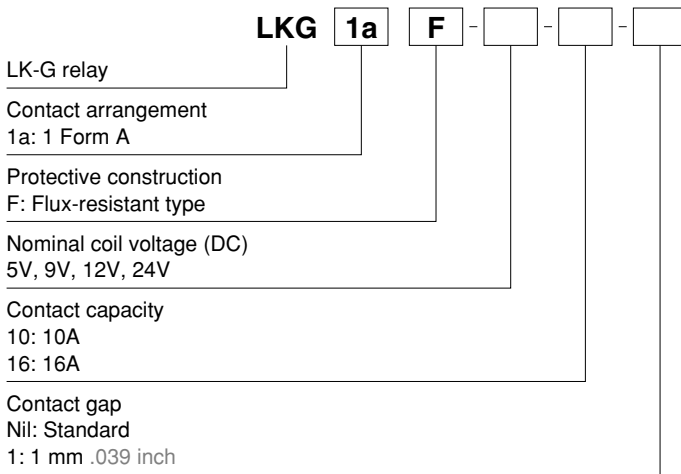 LKG 1a F - - -
LK-G relay
Contact arrangement
1a: 1 Form A
Protective construction
F: Flux-resistant type
Nominal coil voltage (DC)
5V, 9V, 12V, 24V
Contact capacity
10: 10A
16: 16A
Contact gap
Nil: Standard
1: 1 mm .039 inch